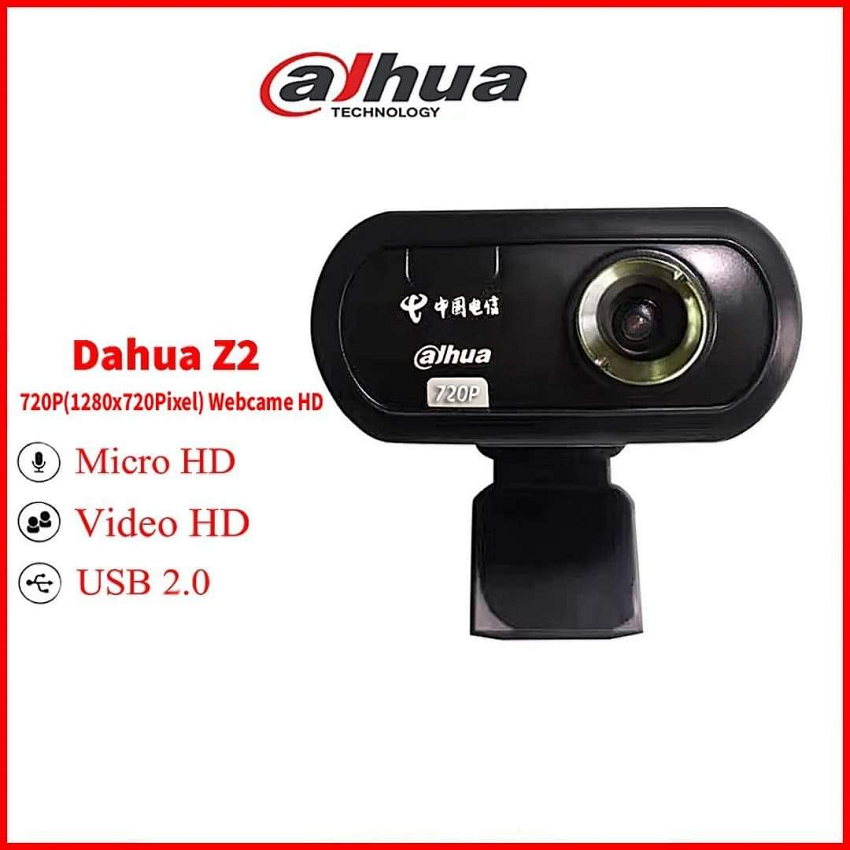 alhua
TECHNOLOGY
中国电信
alhua
720P
Dahua Z2
720P(1280x720Pixel) Webcame HD
Micro HD
Video HD
USB 2.0